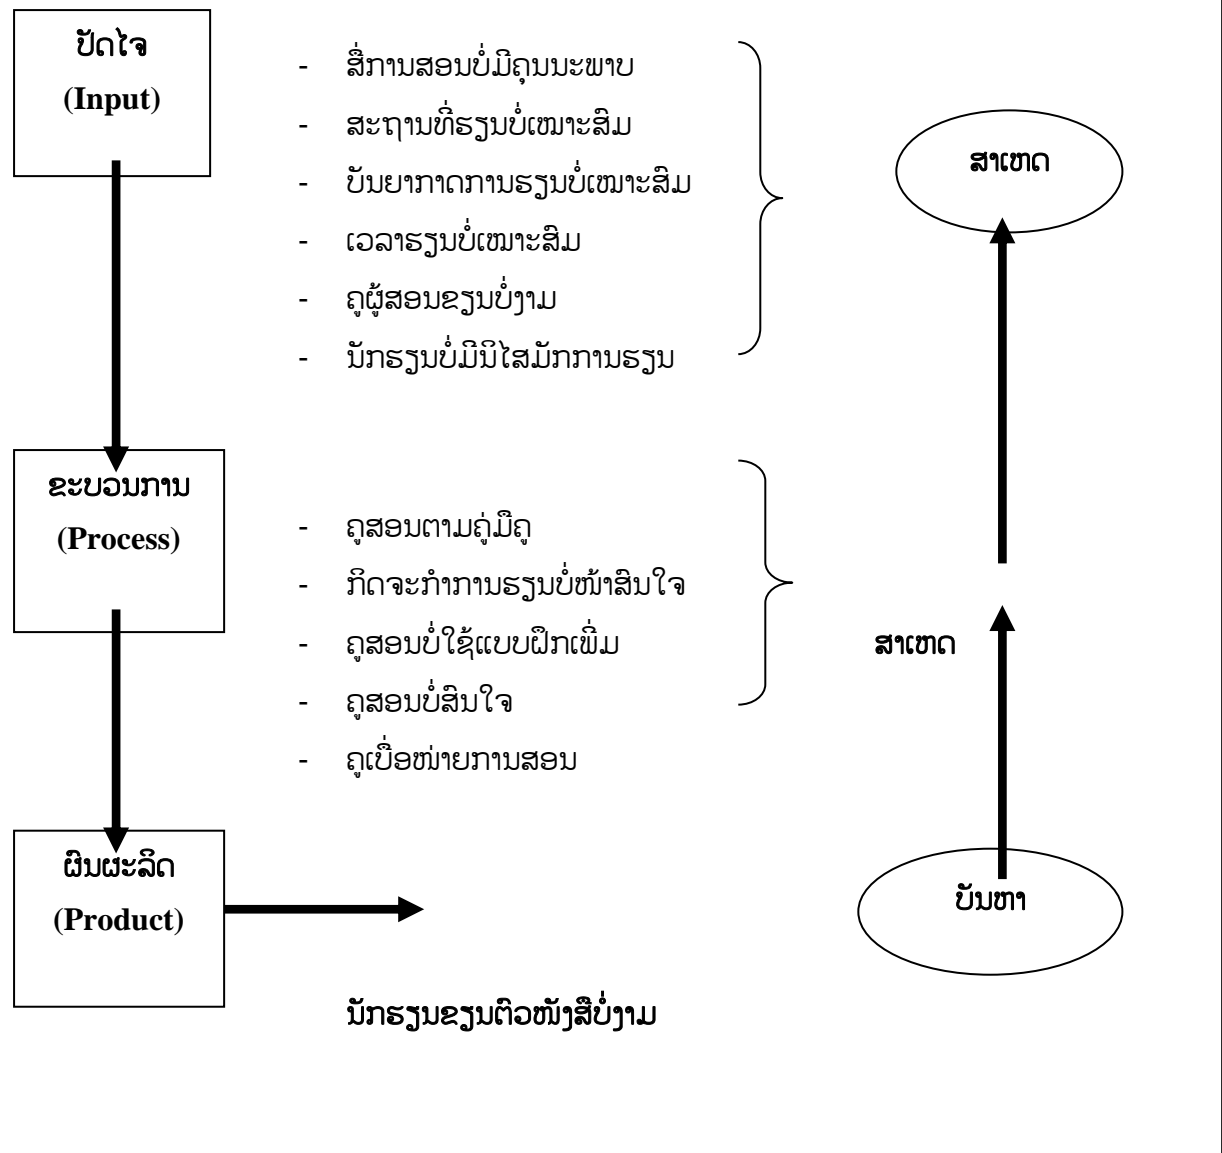 ປັດໄຈ
(Input)
- ສື່ການສອນບໍ່ມີຄຸນນະພາບ
- ສະຖານທີ່ຮຽນບໍ່ເໝາະສົມ
- ບັນຍາກາດການຮຽນບໍ່ເໝາະສົມ
- ເວລາຮຽນບໍ່ເໝາະສົມ
- ຄູຜູ້ສອນຂຽນບໍ່ງາມ
- ນັກຮຽນບໍ່ມີນິໄສມັກການຮຽນ
ສາເຫດ
ຂະບວນການ
(Process)
- ຄູສອນຕາມຄູ່ມືຄູ
- ກິດຈະກຳການຮຽນບໍ່ໜ້າສົນໃຈ
- ຄູສອນບໍ່ໃຊ້ແບບຝຶກເພີ່ມ
- ຄູສອນບໍ່ສົນໃຈ
- ຄູເບື່ອໜ່າຍການສອນ
ສາເຫດ
ຜົນຜະລິດ
(Product)
ບັນຫາ
ນັກຮຽນຂຽນຕົວໜັງສືບໍ່ງາມ